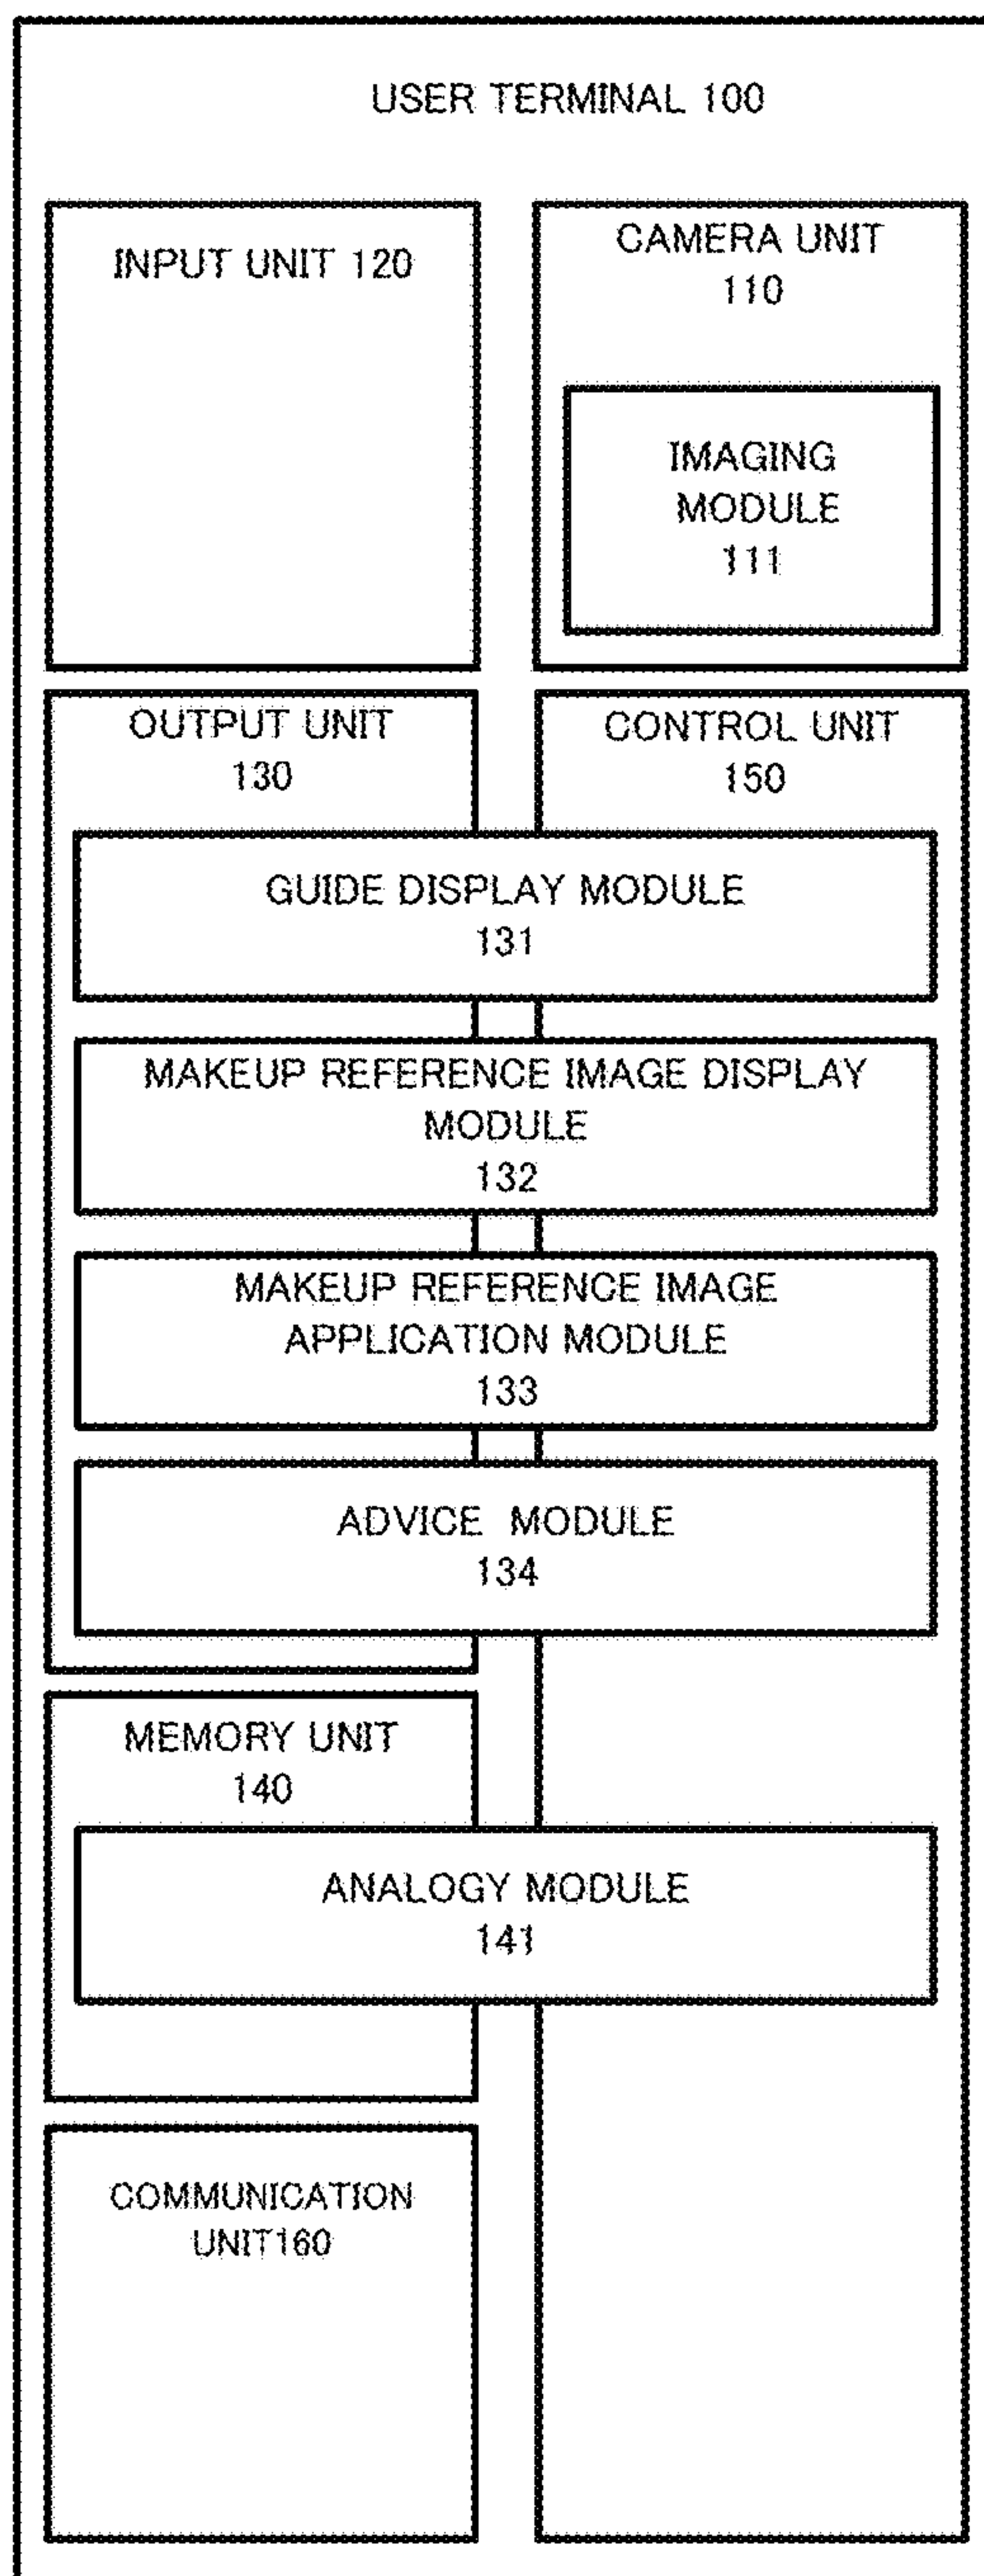 USER TERMINAL 100
INPUT UNIT 120
CAMERA UNIT
110
IMAGING
MODULE
111
OUTPUT UNIT
130
CONTROL UNIT
150
GUIDE DISPLAY MODULE
131
MAKEUP REFERENCE IMAGE DISPLAY
MODULE
132
MAKEUP REFERENCE IMAGE
APPLICATION MODULE
133
ADVICE MODULE
134
MEMORY UNIT
140
ANALOGY MODULE
141
COMMUNICATION
UNIT160